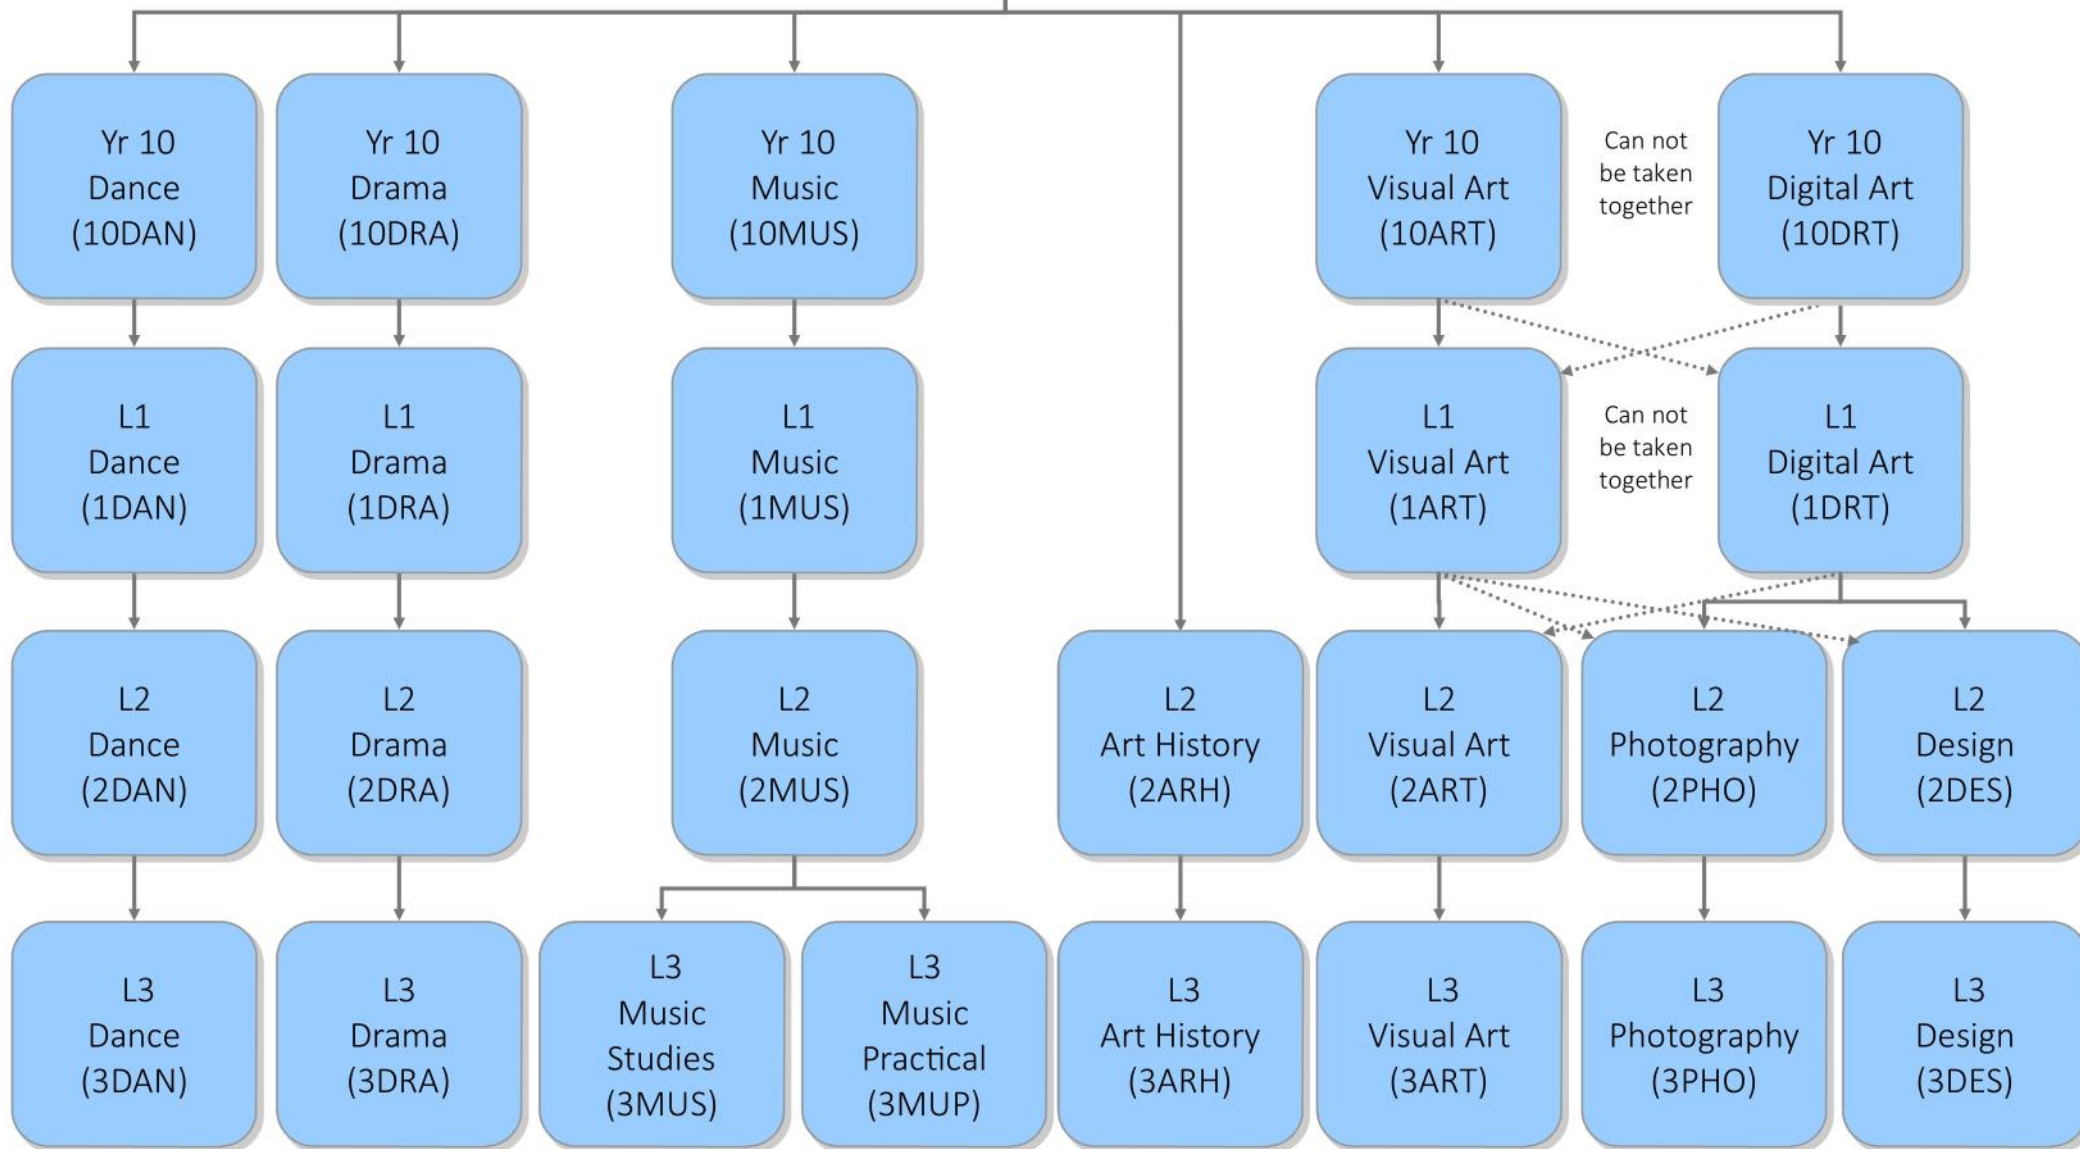 Yr 10
Dance
(10DAN)
Yr 10
Drama
(10DRA)
Yr 10
Music
(10MUS)
Yr 10
Visual Art
(10ART)
Can not
be taken
together
Yr 10
Digital Art
(10DRT)
L1
Dance
(1DAN)
L1
Drama
(1DRA)
L1
Music
(1MUS)
L1
Visual Art
(1ART)
Can not
be taken
together
L1
Digital Art
(1DRT)
L2
Dance
(2DAN)
L2
Drama
(2DRA)
L2
Music
(2MUS)
L2
Art History
(2ARH)
L2
Visual Art
(2ART)
L2
Photography
(2PHO)
L2
Design
(2DES)
L3
Dance
(3DAN)
L3
Drama
(3DRA)
L3
Music
Studies
(3MUS)
L3
Music
Practical
(3MUP)
L3
Art History
(3ARH)
L3
Visual Art
(3ART)
L3
Photography
(3PHO)
L3
Design
(3DES)